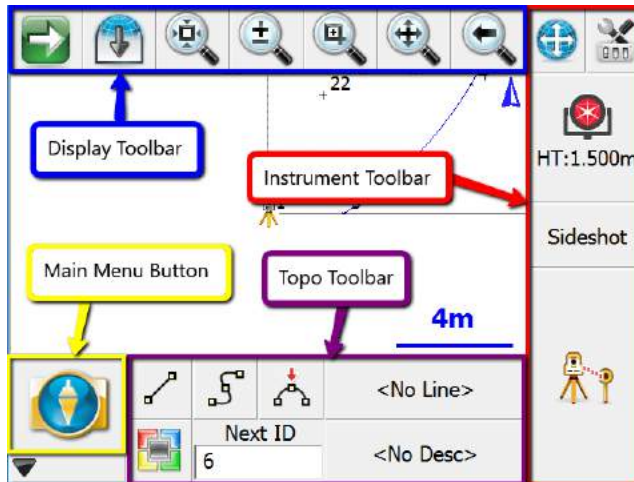 22
Display Toolbar
Instrument Toolbar
HT:1.500m
Sideshot
Main Menu Button
Topo Toolbar
4m
<No Line>
Next ID
6
<No Desc>